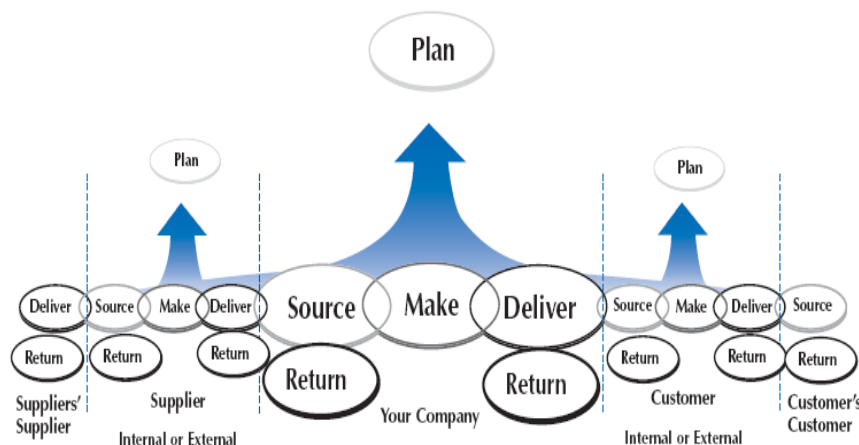 Plan
Plan
Plan
Deliver
Source
Make
Deliver
Source
Make
Deliver
Source
Make
Deliver
Source
Return
Return
Return
Return
Return
Return
Return
Return
Suppliers'
Supplier
Supplier
Internal or External
Your Company
Customer
Internal or External
Customer's
Customer